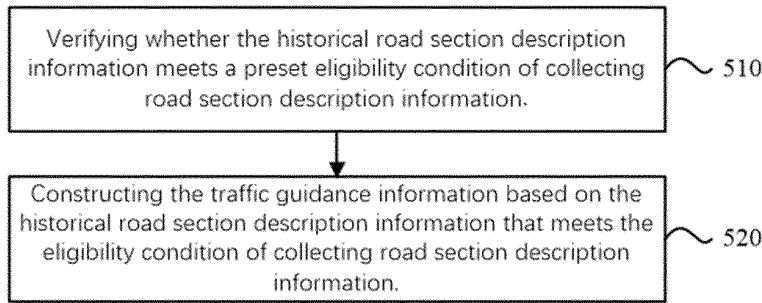 Verifying whether the historical road section description
information meets a preset eligibility condition of collecting
road section description information.
510
Constructing the traffic guidance information based on the
historical road section description information that meets the
eligibility condition of collecting road section description
information.
520